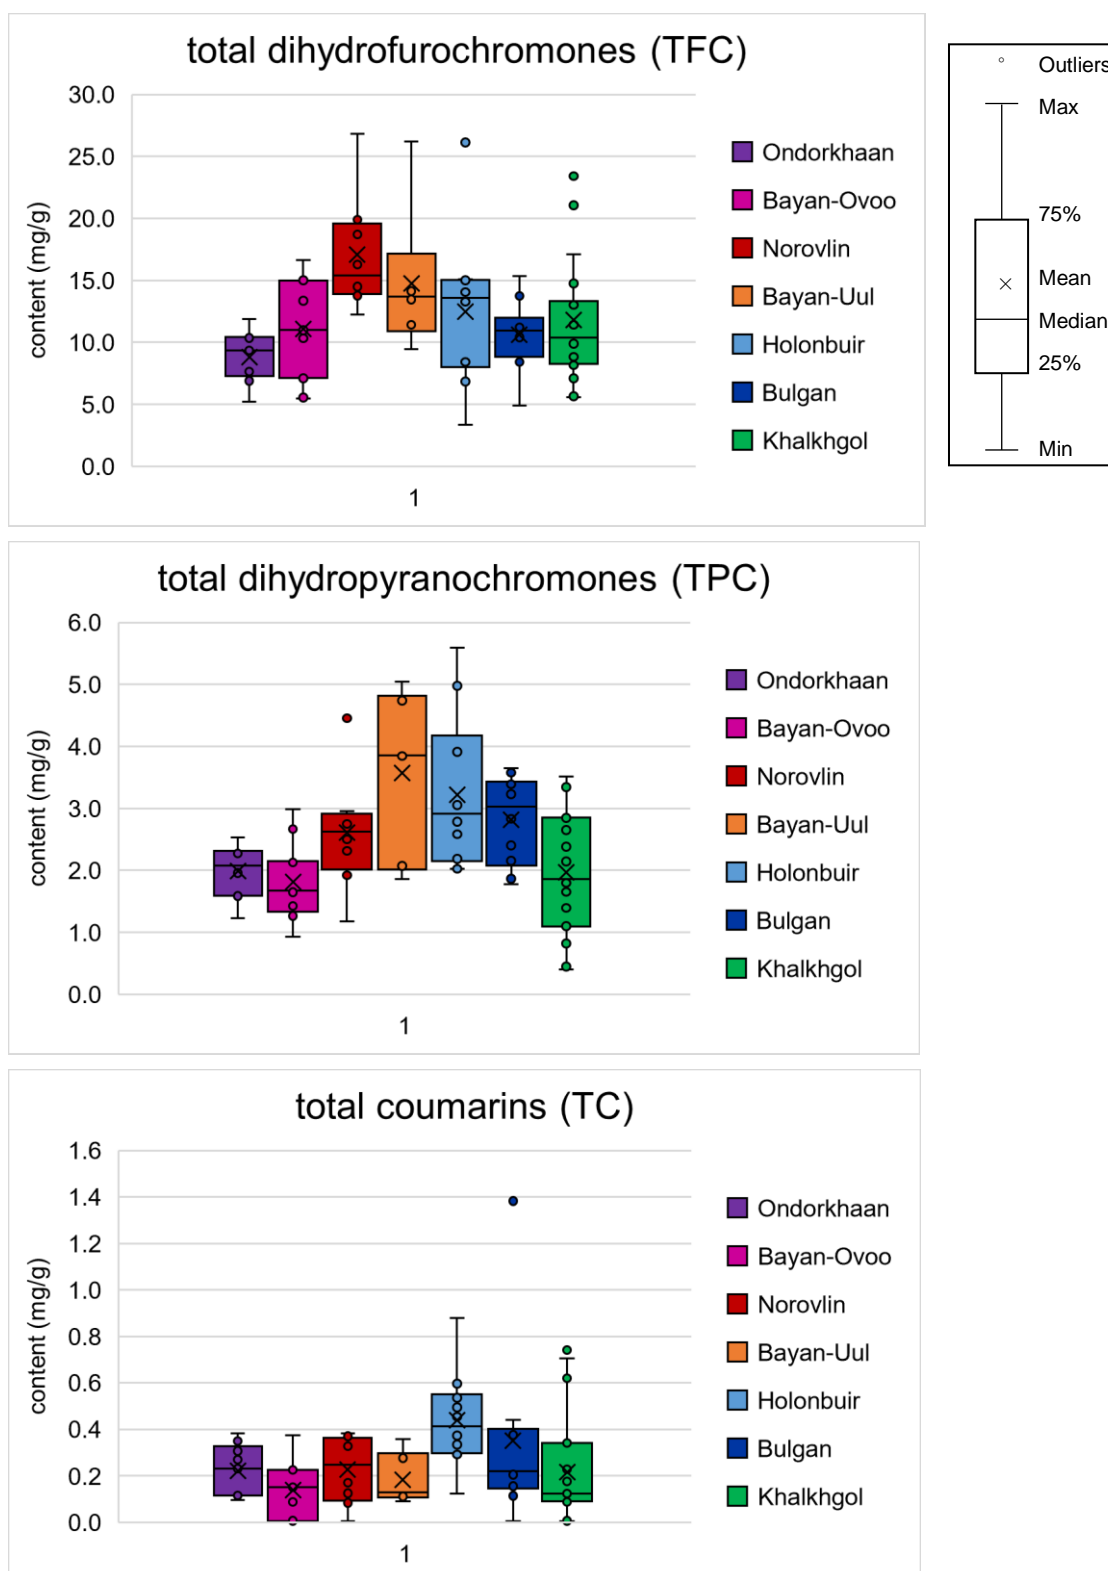 total dihydrofurochromones (TFC)
content (mg/g)
30.0
25.0
20.0
15.0
10.0
5.0
0.0
1
Ondorkhaan
Bayan-Ovoo
Norovlin
Bayan-Uul
Holonbuir
Bulgan
Khalkhgol
Outliers
Max
75%
Mean
Median
25%
Min
total dihydropyranochromones (TPC)
content (mg/g)
6.0
5.0
4.0
3.0
2.0
1.0
0.0
1
Ondorkhaan
Bayan-Ovoo
Norovlin
Bayan-Uul
Holonbuir
Bulgan
Khalkhgol
total coumarins (TC)
content (mg/g)
1.6
1.4
1.2
1.0
0.8
0.6
0.4
0.2
0.0
1
Ondorkhaan
Bayan-Ovoo
Norovlin
Bayan-Uul
Holonbuir
Bulgan
Khalkhgol